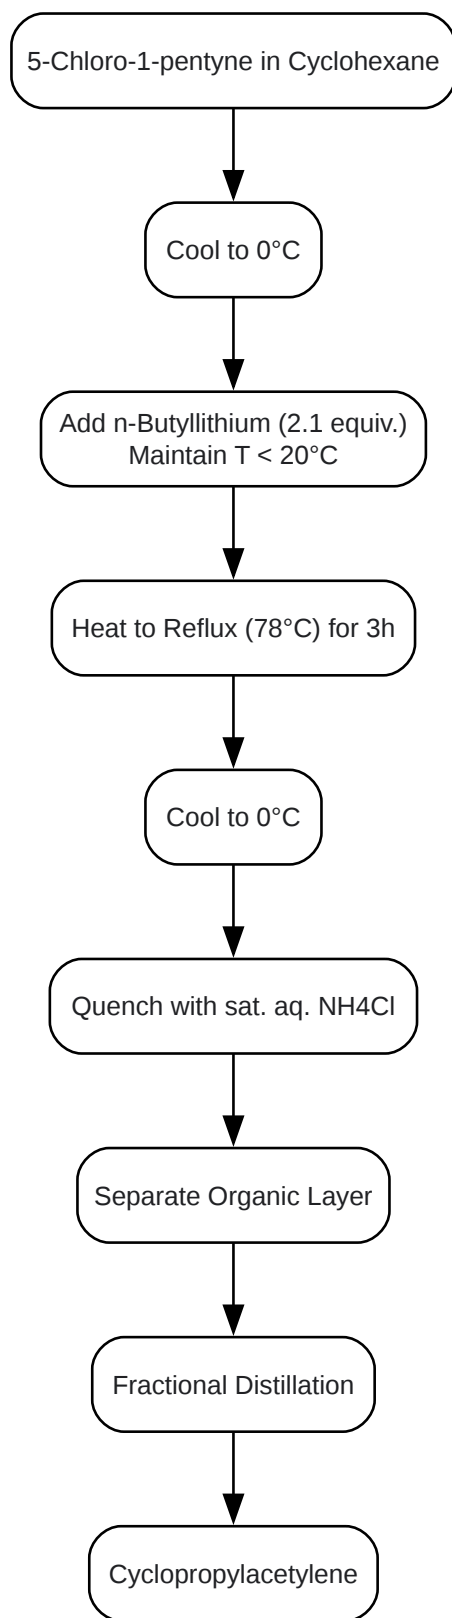 5-Chloro-1-pentyne in Cyclohexane
Cool to 0°C
Add n-Butyllithium (2.1 equiv.)
Maintain T < 20°C
Heat to Reflux (78°C) for 3h
Cool to 0°C
Quench with sat. aq. NH4Cl
Separate Organic Layer
Fractional Distillation
Cyclopropylacetylene